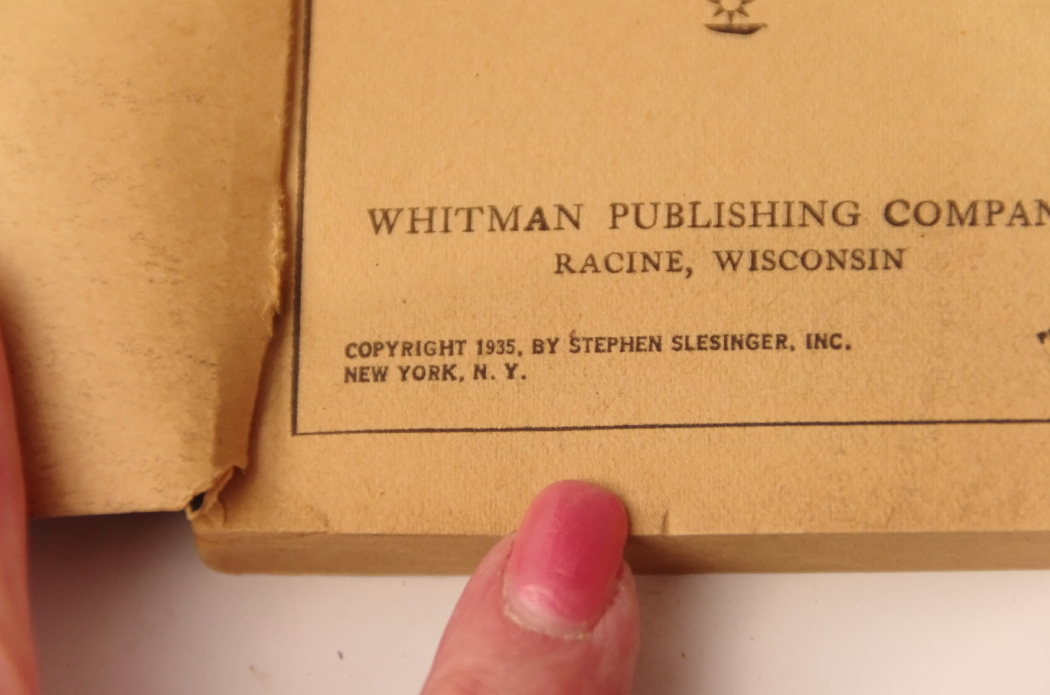 WHITMAN PUBLISHING COMPAN
RACINE, WISCONSIN
COPYRIGHT 1935, BY STEPHEN SLESINGER, INC.
NEW YORK, N. Y.